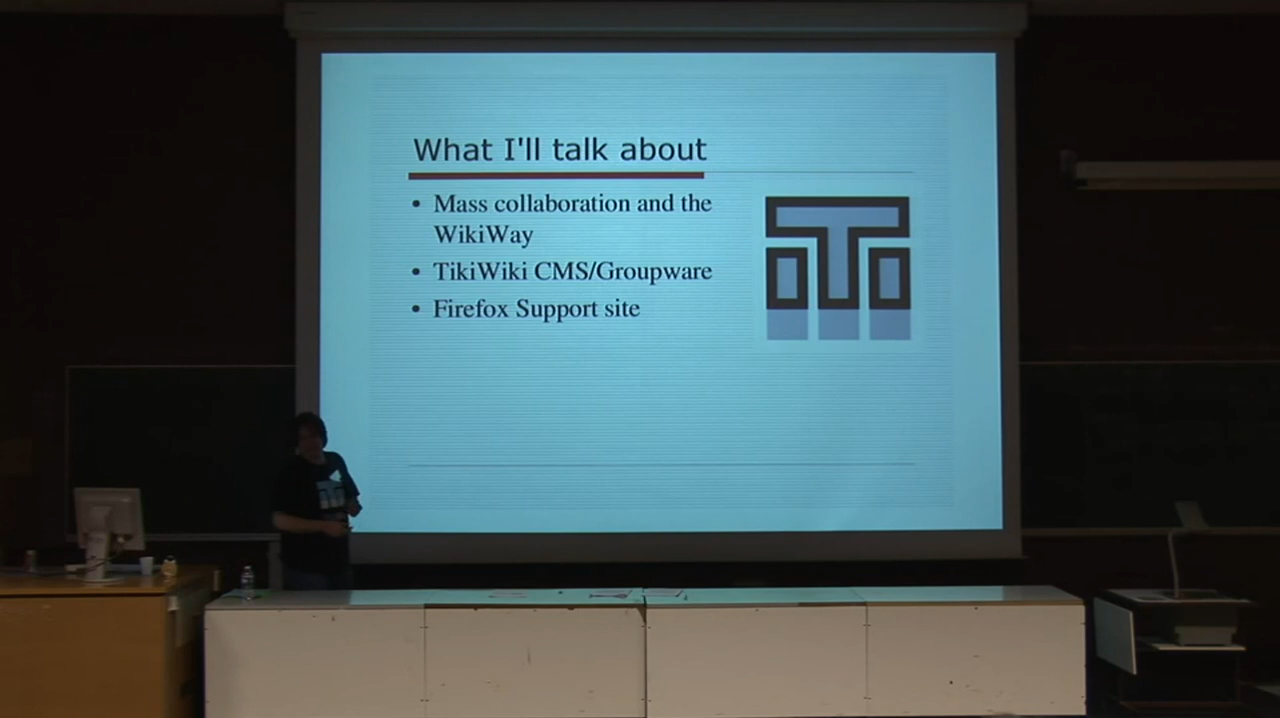 What I'll talk about
• Mass collaboration and the
WikiWay
• TikiWiki CMS/Groupware
• Firefox Support site